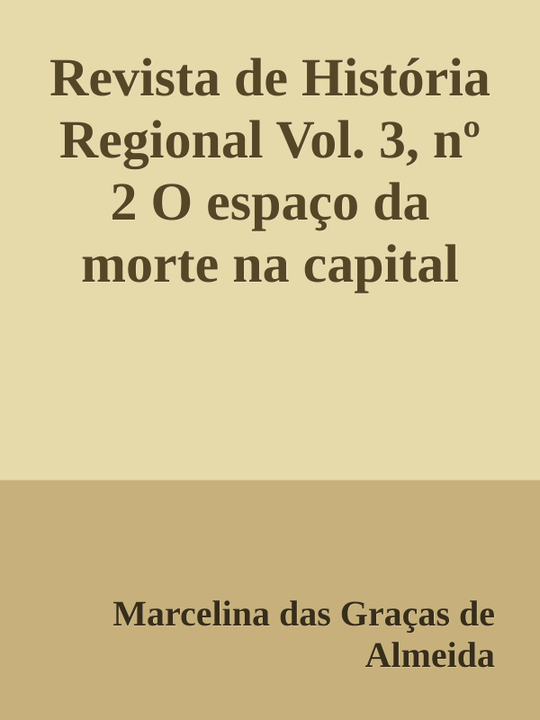 Revista de História
Regional Vol. 3, nº
2 O espaço da
morte na capital
Marcelina das Graças de
Almeida